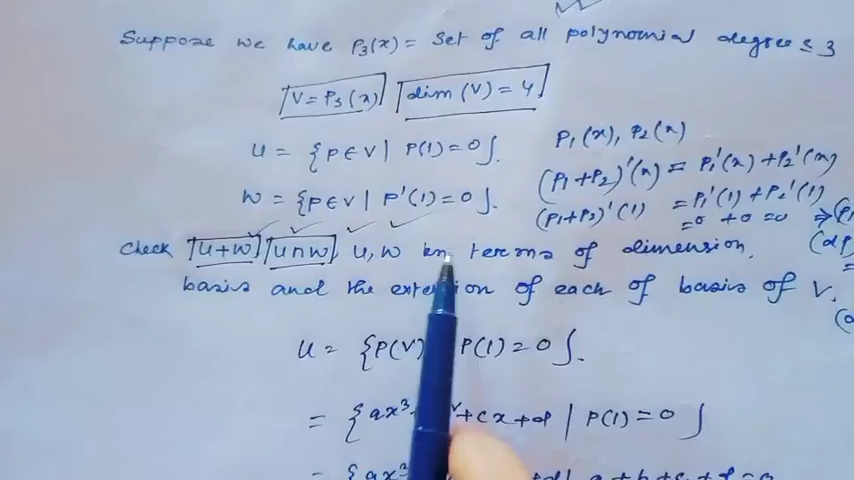 Suppose we have P₃(x) = set of all polynomial degree ≤ 3
V = P₃(x) dim (V) = 4
U = {P ∈ V | P(1) = 0}.
P₁(x), P₂(x)
(P₁+P₂)'(x) = P₁'(x) + P₂'(x)
W = {P ∈ V | P'(1) = 0}.
(P₁+P₂)'(1) = P₁'(1) + P₂'(1)
= 0 + 0 = 0 ⇒ (P₁
Check U+W U∩W, U, W in terms of dimension,
basis and the extension of each of basis of V.
U = {P(V) P(1) = 0}.
= {ax³ + cx + d | P(1) = 0}
= {ax³